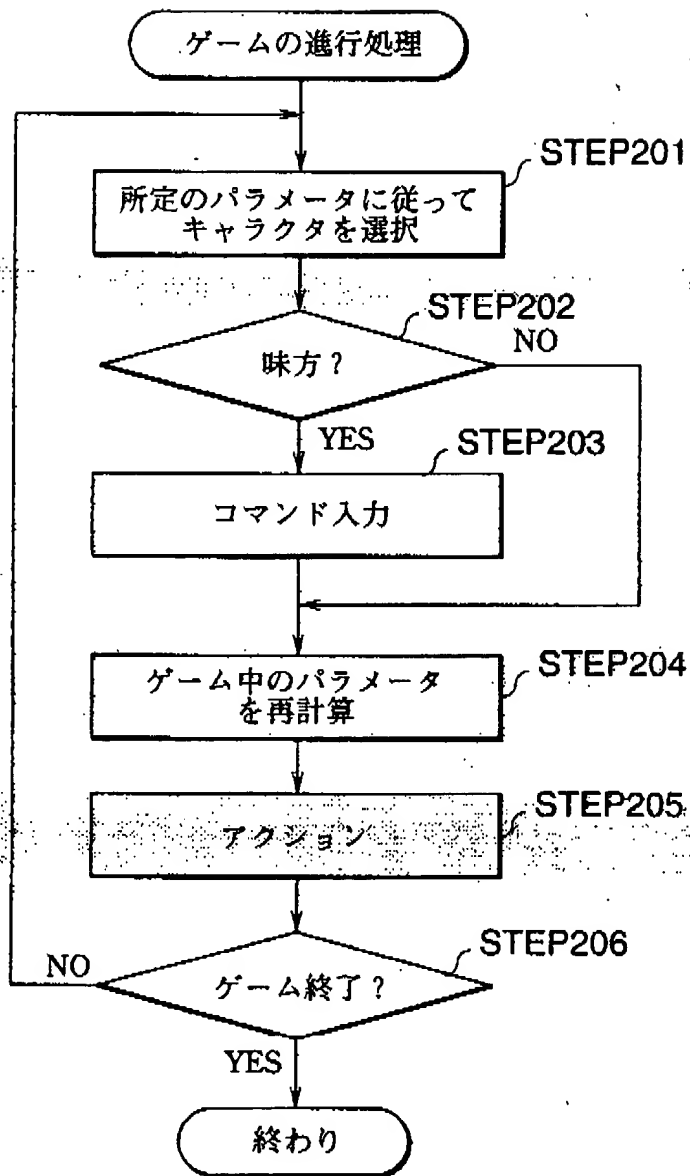 ゲームの進行処理
STEP201
所定のパラメータに従って
キャラクタを選択
STEP202
NO
味方?
YES
STEP203
コマンド入力
STEP204
ゲーム中のパラメータ
を再計算
STEP205
アクション
STEP206
NO
ゲーム終了?
YES
終わり